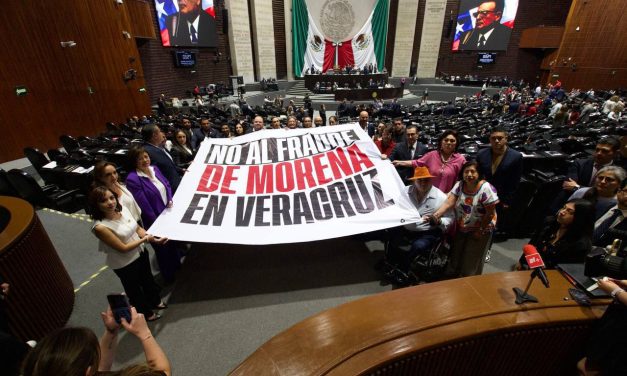 NO AL FRAUDE
DE MORENA
EN VERACRUZ